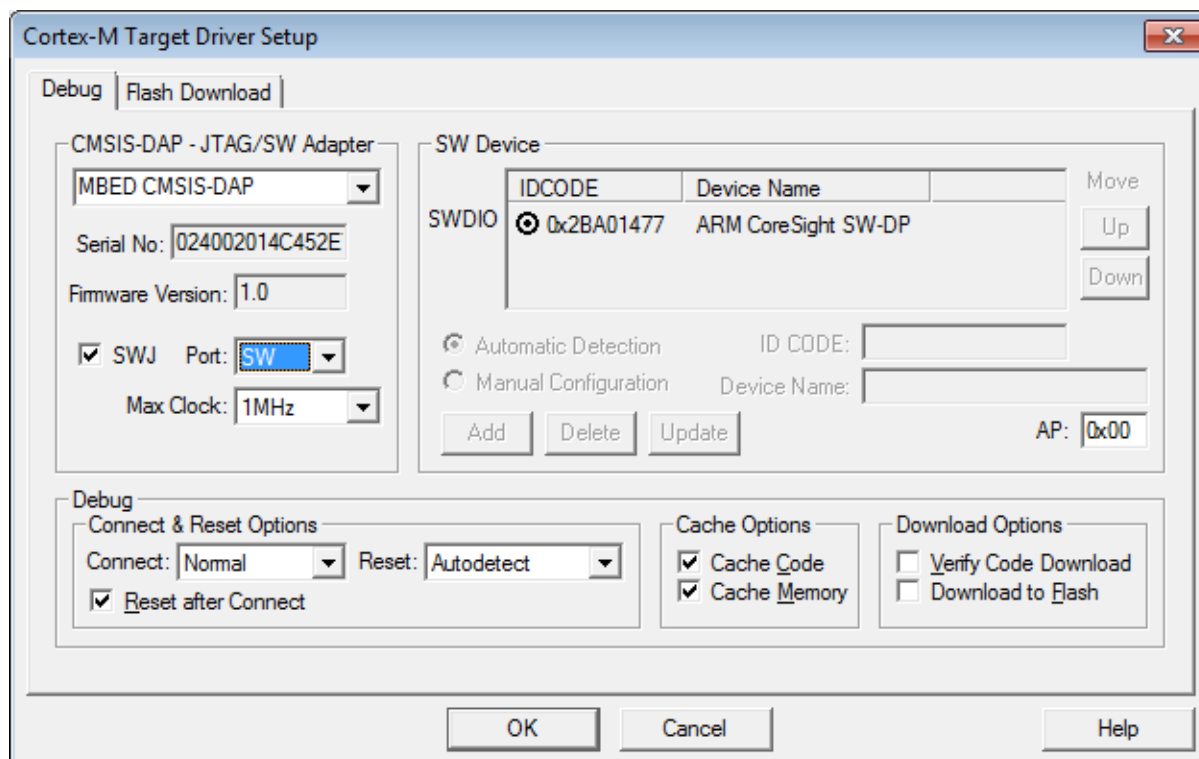 Cortex-M Target Driver Setup
Debug
Flash Download
CMSIS-DAP - JTAG/SW Adapter
MBED CMSIS-DAP
Serial No: 024002014C452E
Firmware Version: 1.0
SWJ Port: SW
Max Clock: 1MHz
SW Device
IDCODE Device Name
SWDIO 0x2BA01477 ARM CoreSight SW-DP
Move
Up
Down
Automatic Detection
Manual Configuration
ID CODE:
Device Name:
Add Delete Update
AP: 0x00
Debug
Connect & Reset Options
Connect: Normal Reset: Autodetect
Reset after Connect
Cache Options
Cache Code
Cache Memory
Download Options
Verify Code Download
Download to Flash
OK Cancel Help